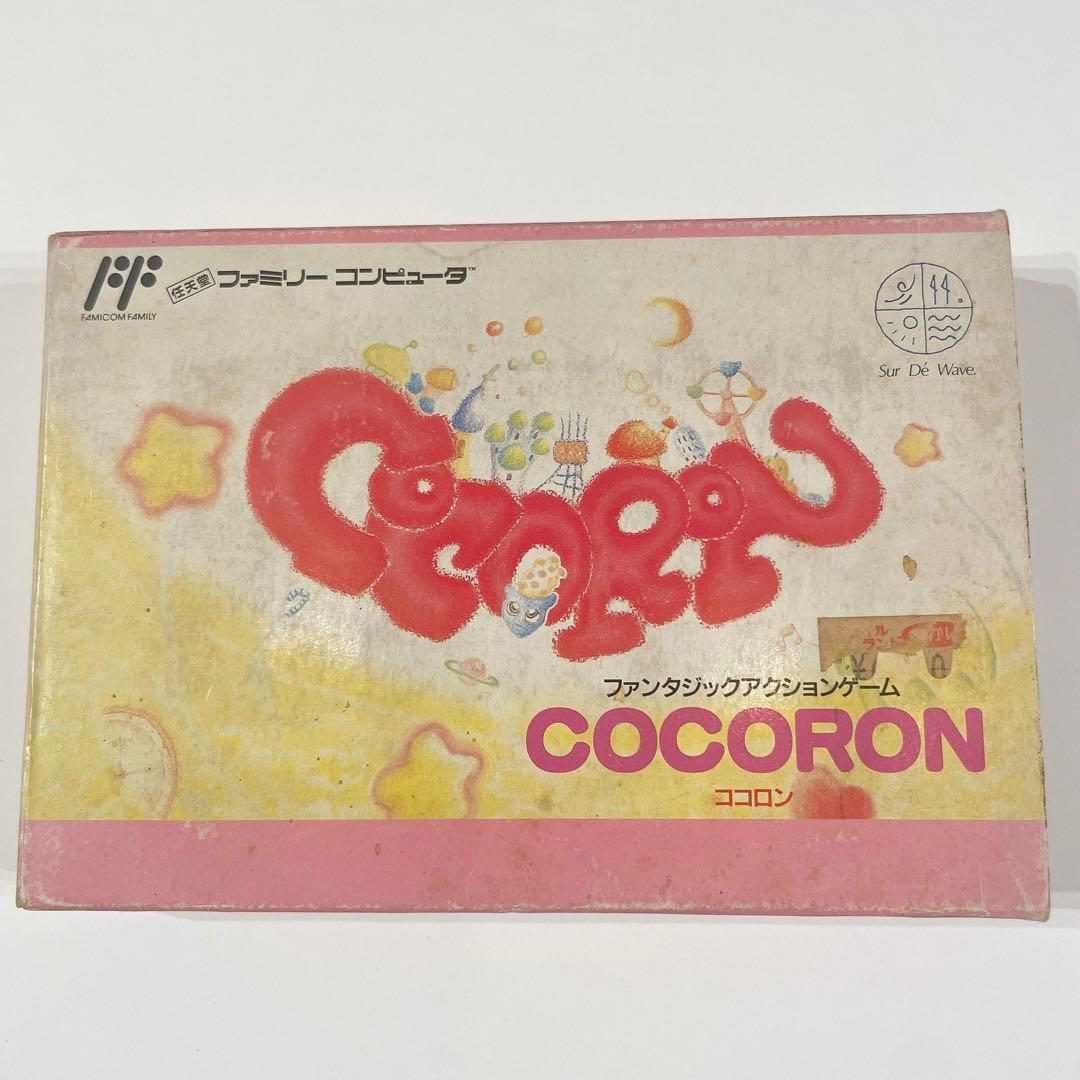 FAMICOM FAMILY
任天堂 ファミリー コンピュータ™
Sur Dé Wave.
COCORON
ファンタジックアクションゲーム
COCORON
ココロン